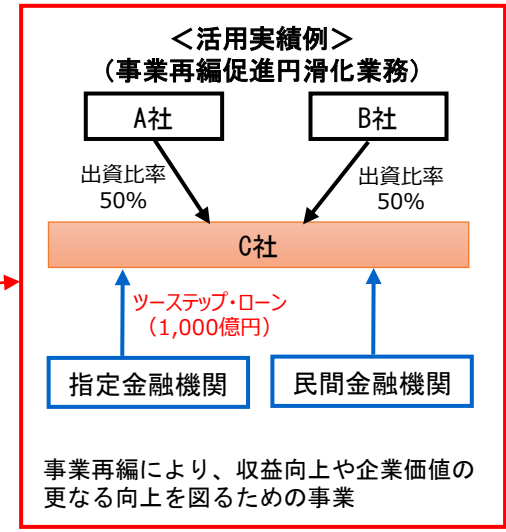 <活用実績例>
(事業再編促進円滑化業務)
A社
B社
出資比率
50%
出資比率
50%
C社
ツーステップ・ローン
(1,000億円)
指定金融機関
民間金融機関
事業再編により、収益向上や企業価値の
更なる向上を図るための事業